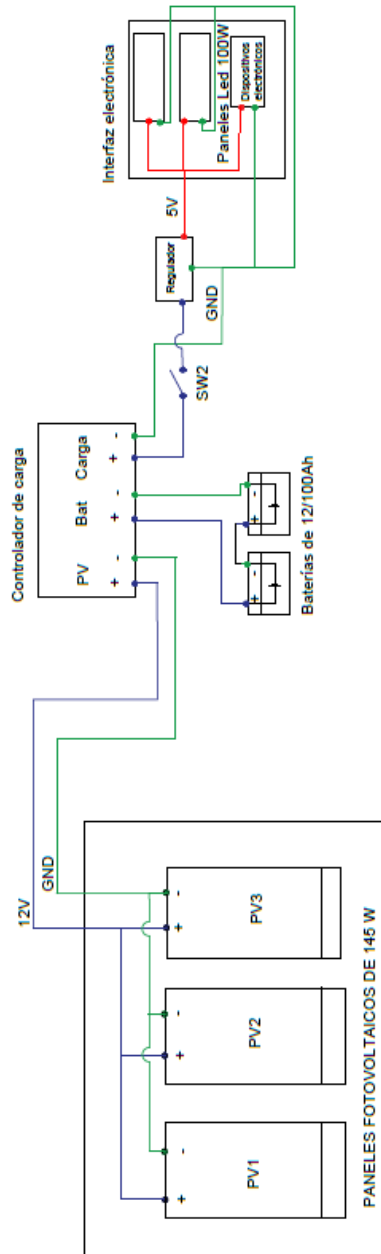 12V
GND
PV1
+
-
PV2
+
-
PV3
+
-
PANELES FOTOVOLTAICOS DE 145 W
Controlador de carga
PV
Bat
Carga
+
-
+
-
+
-
+
-
+
-
Baterías de 12/100Ah
SW2
GND
Regulador
5V
Interfaz electrónica
Paneles Led 100W
Dispositivos
electrónicos